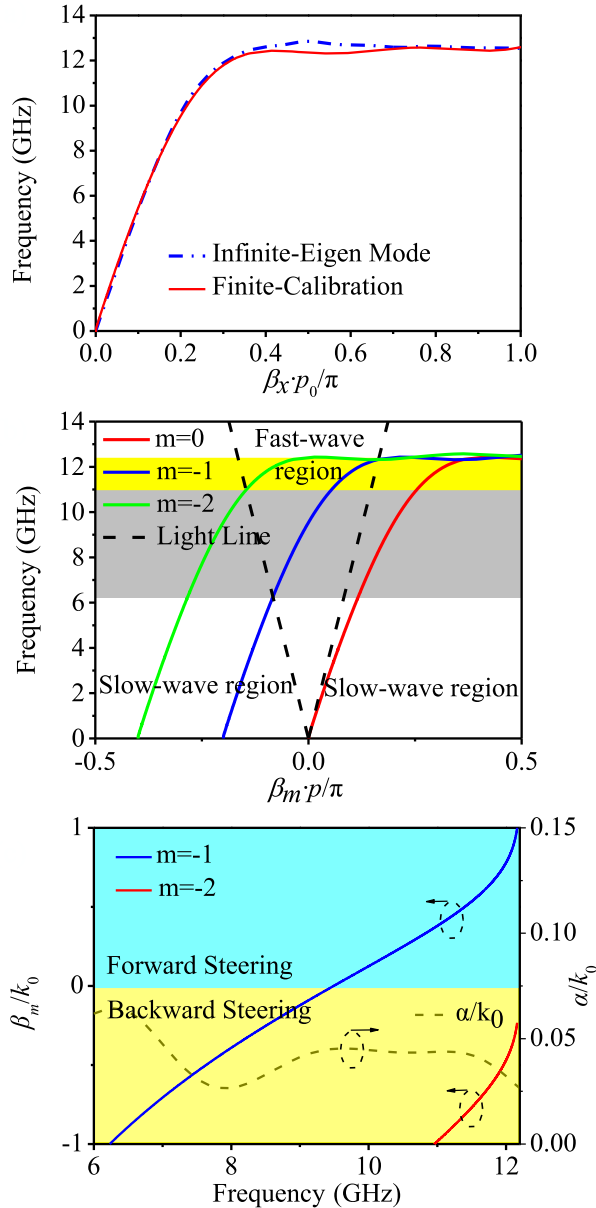 14
12
10
8
6
4
2
0
Frequency (GHz)
Infinite-Eigen Mode
Finite-Calibration
0.0 0.2 0.4 0.6 0.8 1.0
βx·p0/π
14
12
10
8
6
4
2
0
Frequency (GHz)
m=0
m=-1
m=-2
Light Line
Fast-wave
region
Slow-wave region
Slow-wave region
-0.5 0.0 0.5
βm·p/π
1
0
-1
βm/k0
m=-1
m=-2
Forward Steering
Backward Steering
α/k0
0.15
0.10
0.05
0.00
α/k0
6 8 10 12
Frequency (GHz)